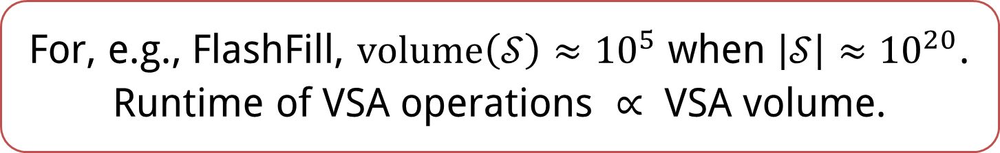 For, e.g., FlashFill, volume(𝒮) ≈ 10⁵ when |𝒮| ≈ 10²⁰.
Runtime of VSA operations ∝ VSA volume.